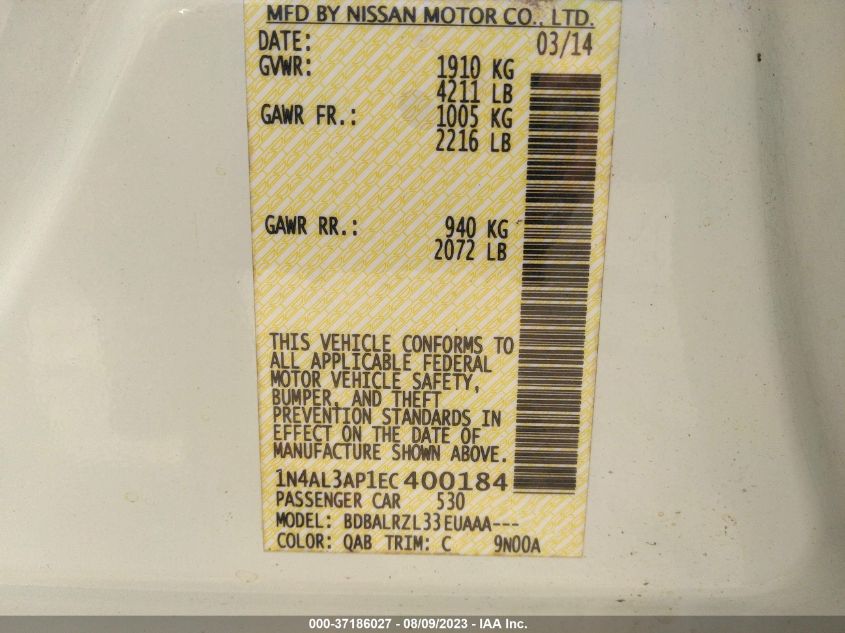 MFD BY NISSAN MOTOR CO., LTD.
DATE: 03/14
GVWR: 1910 KG
4211 LB
GAWR FR.: 1005 KG
2216 LB
GAWR RR.: 940 KG
2072 LB
THIS VEHICLE CONFORMS TO
ALL APPLICABLE FEDERAL
MOTOR VEHICLE SAFETY,
BUMPER, AND THEFT
PREVENTION STANDARDS IN
EFFECT ON THE DATE OF
MANUFACTURE SHOWN ABOVE.
1N4AL3AP1EC400184
PASSENGER CAR 530
MODEL: BDBALRZL33EUAAA---
COLOR: QAB TRIM: C 9N00A
000-37186027 - 08/09/2023 - IAA Inc.